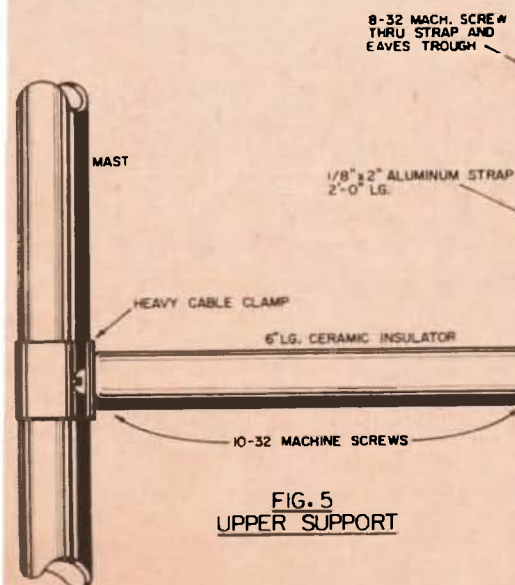 8-32 MACH. SCREW
THRU STRAP AND
EAVES TROUGH
MAST
1/8" x 2" ALUMINUM STRAP
2'-0" LG.
HEAVY CABLE CLAMP
6" LG. CERAMIC INSULATOR
10-32 MACHINE SCREWS
FIG. 5
UPPER SUPPORT